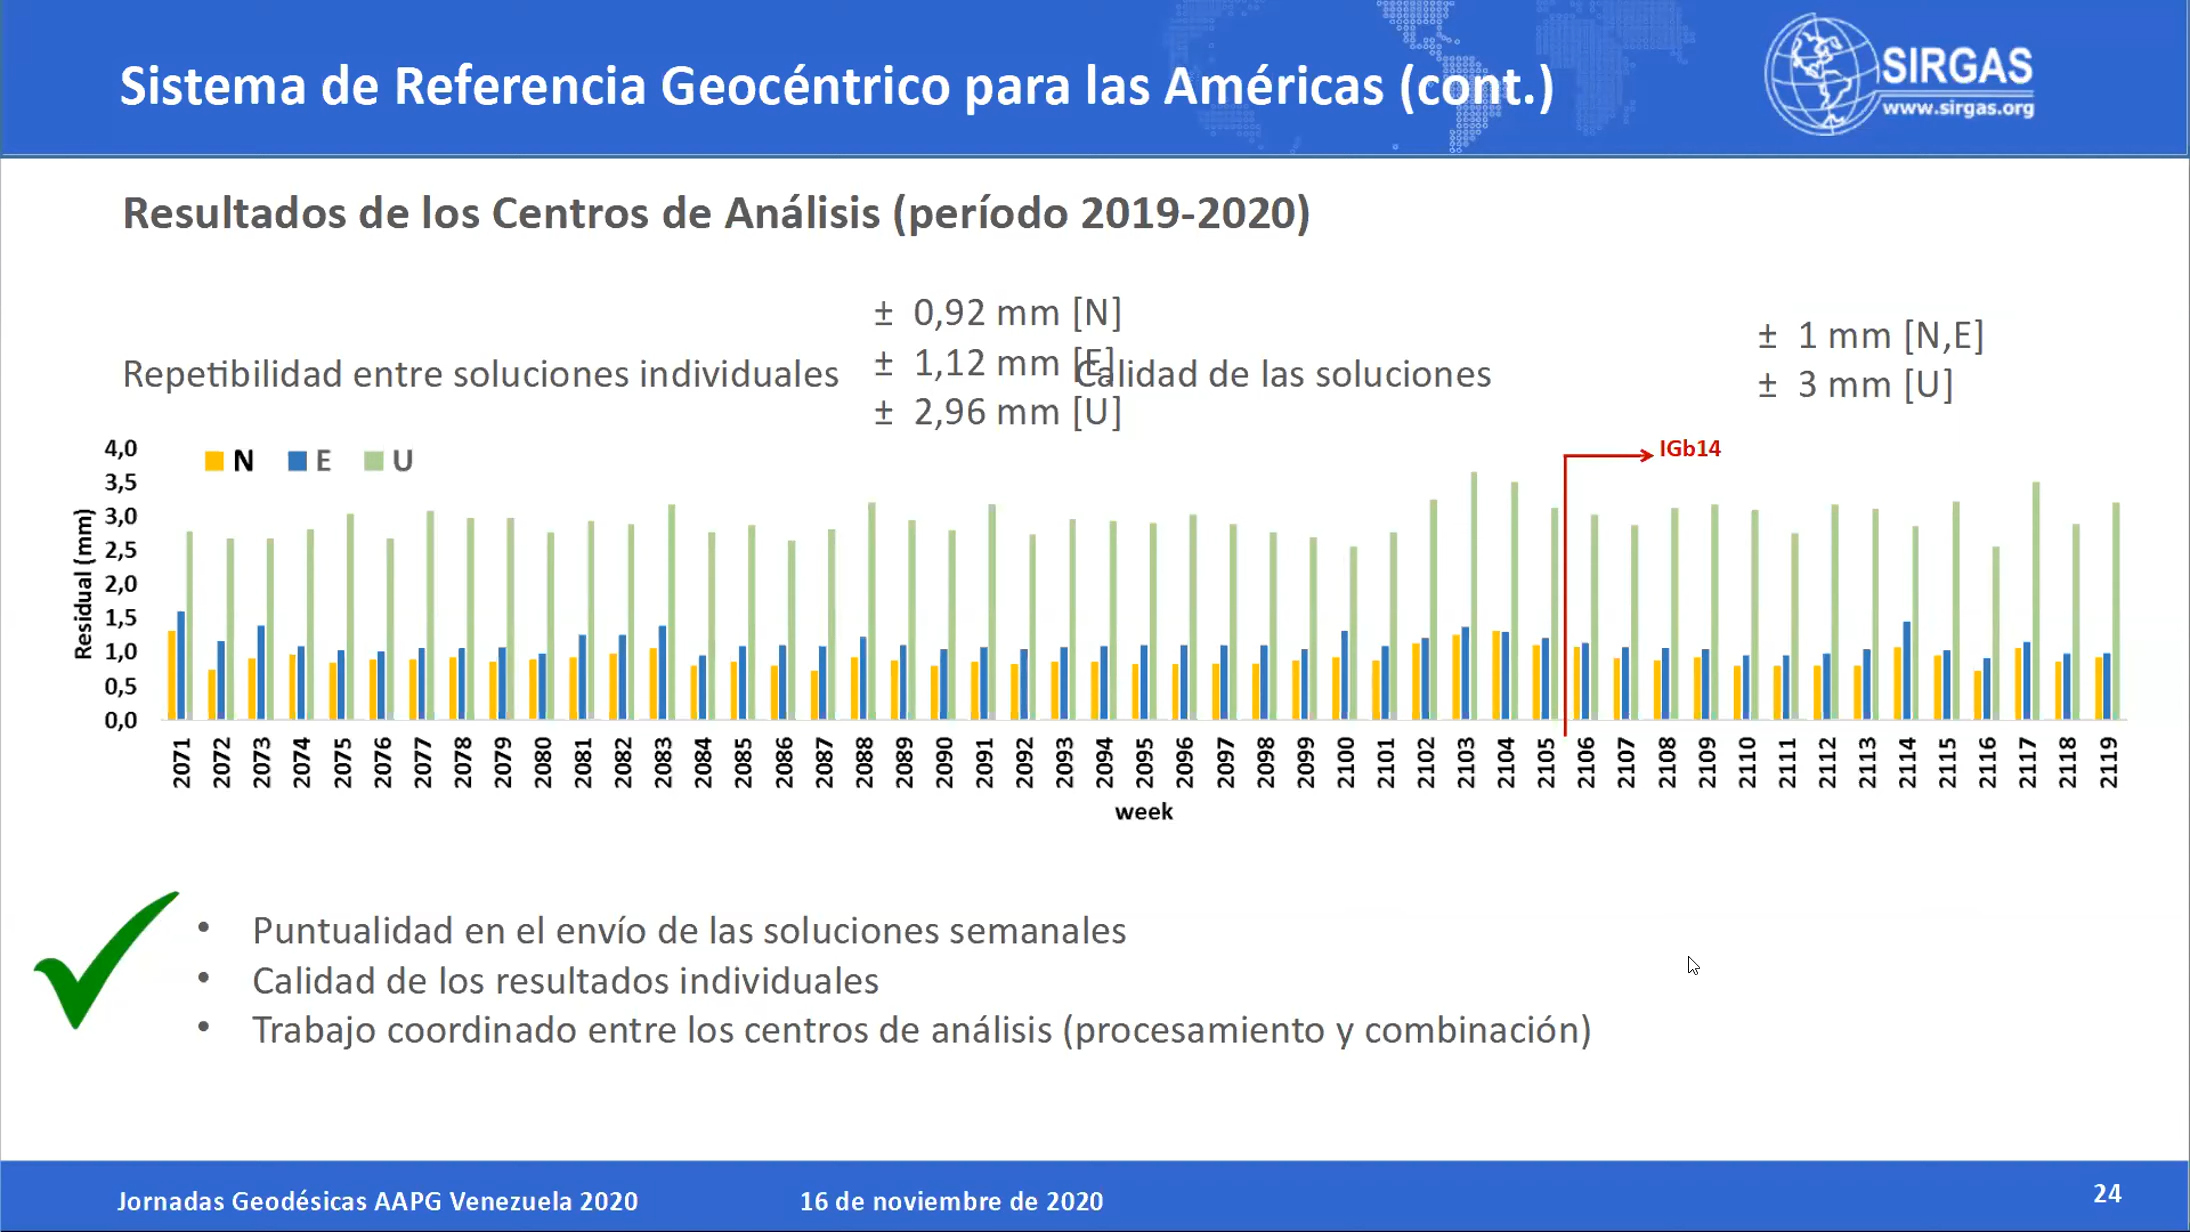 Sistema de Referencia Geocéntrico para las Américas (cont.)
SIRGAS
www.sirgas.org
Resultados de los Centros de Análisis (período 2019-2020)
Repetibilidad entre soluciones individuales
± 0,92 mm [N]
± 1,12 mm [E]
± 2,96 mm [U]
Calidad de las soluciones
± 1 mm [N,E]
± 3 mm [U]
N E U
IGb14
Residual (mm)
4,0
3,5
3,0
2,5
2,0
1,5
1,0
0,5
0,0
2071 2072 2073 2074 2075 2076 2077 2078 2079 2080 2081 2082 2083 2084 2085 2086 2087 2088 2089 2090 2091 2092 2093 2094 2095 2096 2097 2098 2099 2100 2101 2102 2103 2104 2105 2106 2107 2108 2109 2110 2111 2112 2113 2114 2115 2116 2117 2118 2119
week
• Puntualidad en el envío de las soluciones semanales
• Calidad de los resultados individuales
• Trabajo coordinado entre los centros de análisis (procesamiento y combinación)
Jornadas Geodésicas AAPG Venezuela 2020
16 de noviembre de 2020
24